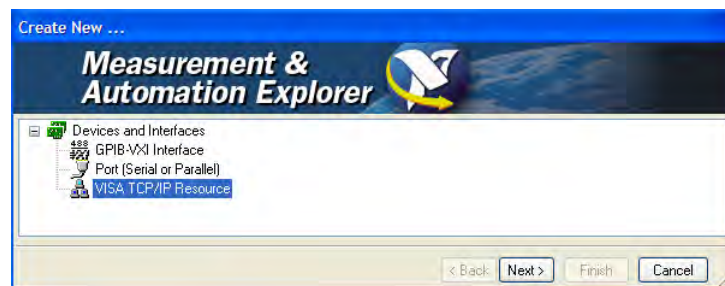 Create New ...
Measurement &
Automation Explorer
Devices and Interfaces
GPIB-VXI Interface
Port (Serial or Parallel)
VISA TCP/IP Resource
< Back Next > Finish Cancel